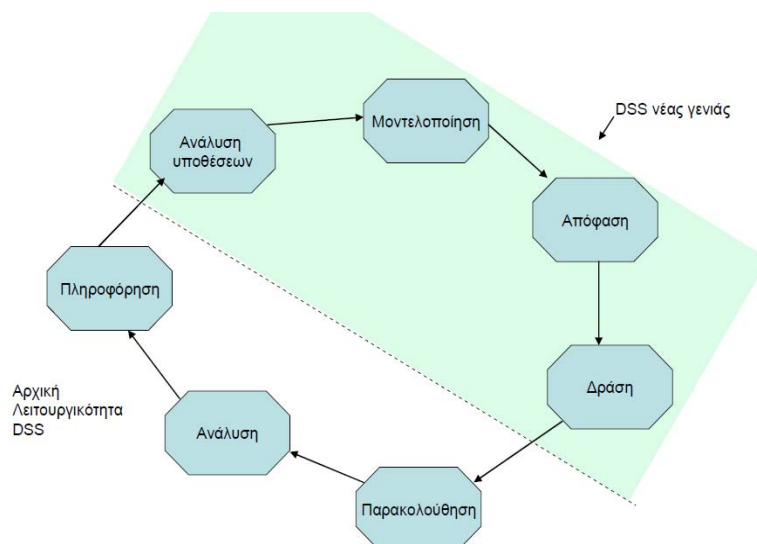 Μοντελοποίηση
DSS νέας γενιάς
Ανάλυση
υποθέσεων
Απόφαση
Πληροφόρηση
Δράση
Αρχική
Λειτουργικότητα
DSS
Ανάλυση
Παρακολούθηση